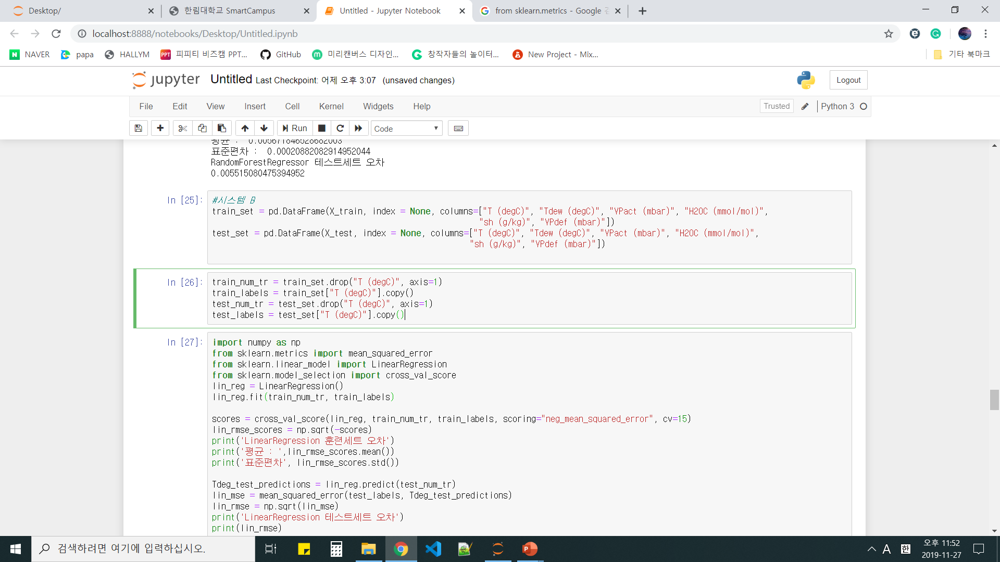 Desktop/
한림대학교 SmartCampus
Untitled - Jupyter Notebook
from sklearn.metrics - Google
localhost:8888/notebooks/Desktop/Untitled.ipynb
NAVER
papa
HALLYM
PPT 피피티 비즈캠 PPT...
GitHub
미리캔버스 디자인...
창작자들의 놀이터...
New Project - Mix...
기타 북마크
jupyter Untitled Last Checkpoint: 어제 오후 3:07 (unsaved changes)
Logout
File Edit View Insert Cell Kernel Widgets Help
Trusted Python 3
Run Code
평균 : 0.005671846528682003
표준편차 : 0.00020882082914952044
RandomForestRegressor 테스트세트 오차
0.005515080475394952
In [25]:
#시스템 B
train_set = pd.DataFrame(X_train, index = None, columns=["T (degC)", "Tdew (degC)", "VPact (mbar)", "H2OC (mmol/mol)",
"sh (g/kg)", "VPdef (mbar)"])
test_set = pd.DataFrame(X_test, index = None, columns=["T (degC)", "Tdew (degC)", "VPact (mbar)", "H2OC (mmol/mol)",
"sh (g/kg)", "VPdef (mbar)"])
In [26]:
train_num_tr = train_set.drop("T (degC)", axis=1)
train_labels = train_set["T (degC)"].copy()
test_num_tr = test_set.drop("T (degC)", axis=1)
test_labels = test_set["T (degC)"].copy()
In [27]:
import numpy as np
from sklearn.metrics import mean_squared_error
from sklearn.linear_model import LinearRegression
from sklearn.model_selection import cross_val_score
lin_reg = LinearRegression()
lin_reg.fit(train_num_tr, train_labels)
scores = cross_val_score(lin_reg, train_num_tr, train_labels, scoring="neg_mean_squared_error", cv=15)
lin_rmse_scores = np.sqrt(-scores)
print('LinearRegression 훈련세트 오차')
print('평균 : ',lin_rmse_scores.mean())
print('표준편차', lin_rmse_scores.std())
Tdeg_test_predictions = lin_reg.predict(test_num_tr)
lin_mse = mean_squared_error(test_labels, Tdeg_test_predictions)
lin_rmse = np.sqrt(lin_mse)
print('LinearRegression 테스트세트 오차')
print(lin_rmse)
검색하려면 여기에 입력하십시오.
A 한
오후 11:52
2019-11-27